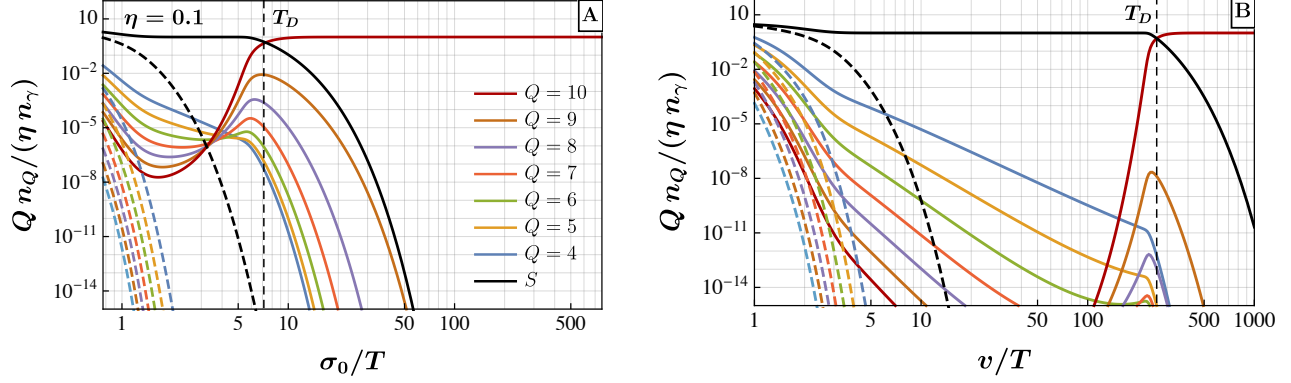 η = 0.1
T_D
A
Q n_Q/(η n_γ)
10
10^{-2}
10^{-5}
10^{-8}
10^{-11}
10^{-14}
Q = 10
Q = 9
Q = 8
Q = 7
Q = 6
Q = 5
Q = 4
S
1
5
10
50
100
500
σ_0/T
T_D
B
Q n_Q/(η n_γ)
10
10^{-2}
10^{-5}
10^{-8}
10^{-11}
10^{-14}
1
5
10
50
100
500
1000
v/T